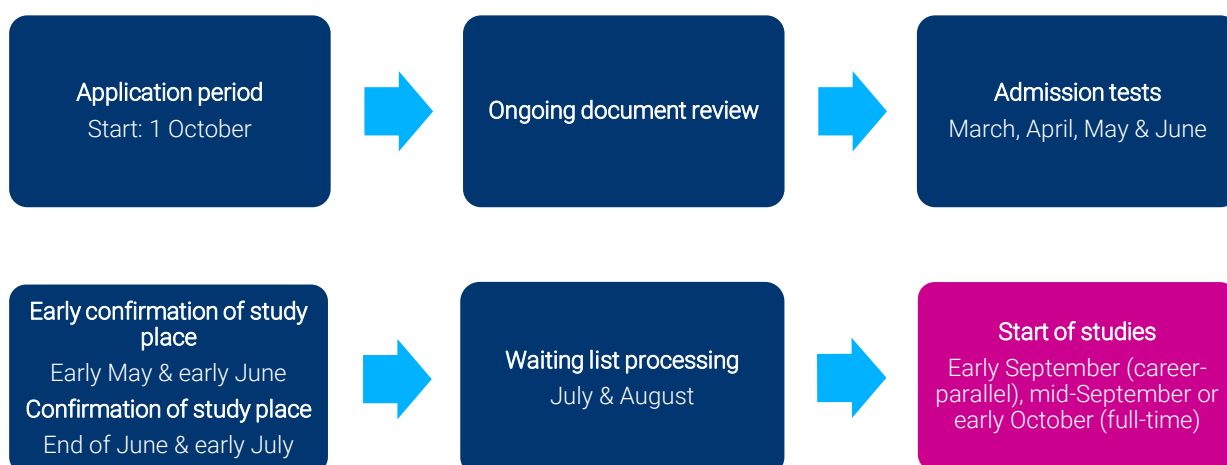 Application period
Start: 1 October
Ongoing document review
Admission tests
March, April, May & June
Early confirmation of study
place
Early May & early June
Confirmation of study place
End of June & early July
Waiting list processing
July & August
Start of studies
Early September (career-
parallel), mid-September or
early October (full-time)